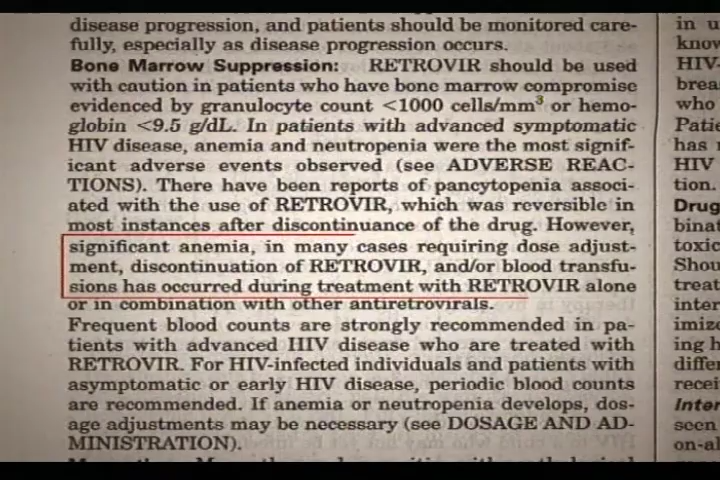 disease progression, and patients should be monitored care-
fully, especially as disease progression occurs.
Bone Marrow Suppression: RETROVIR should be used
with caution in patients who have bone marrow compromise
evidenced by granulocyte count <1000 cells/mm³ or hemo-
globin <9.5 g/dL. In patients with advanced symptomatic
HIV disease, anemia and neutropenia were the most signif-
icant adverse events observed (see ADVERSE REAC-
TIONS). There have been reports of pancytopenia associ-
ated with the use of RETROVIR, which was reversible in
most instances after discontinuance of the drug. However,
significant anemia, in many cases requiring dose adjust-
ment, discontinuation of RETROVIR, and/or blood transfu-
sions has occurred during treatment with RETROVIR alone
or in combination with other antiretrovirals.
Frequent blood counts are strongly recommended in pa-
tients with advanced HIV disease who are treated with
RETROVIR. For HIV-infected individuals and patients with
asymptomatic or early HIV disease, periodic blood counts
are recommended. If anemia or neutropenia develops, dos-
age adjustments may be necessary (see DOSAGE AND AD-
MINISTRATION).
in u
know
HIV-
brea
who
Patie
has
HIV
tion.
Drug
binat
toxic
Shou
treat
inter
imiz
ing h
differ
recei
Inter
seen
on-al